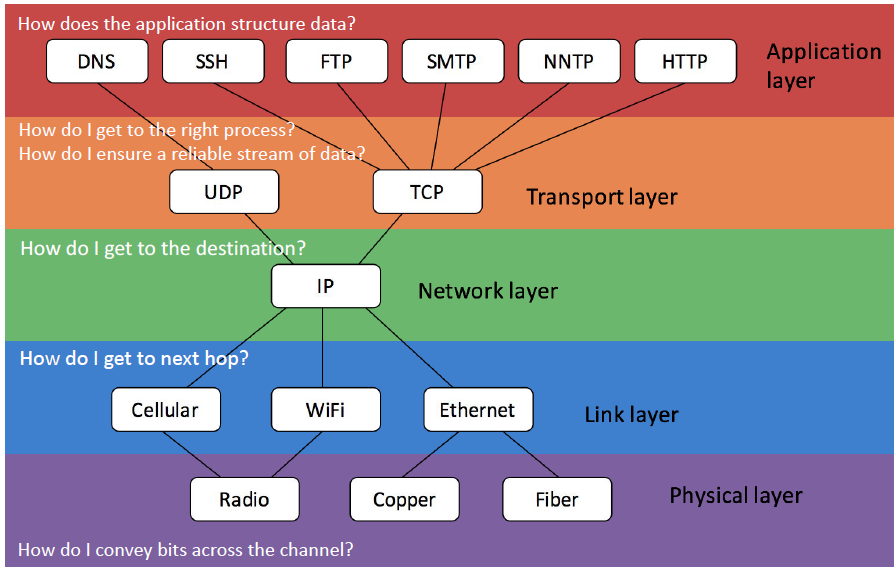 How does the application structure data?
DNS SSH FTP SMTP NNTP HTTP
Application
layer
How do I get to the right process?
How do I ensure a reliable stream of data?
UDP TCP Transport layer
How do I get to the destination?
IP Network layer
How do I get to next hop?
Cellular WiFi Ethernet Link layer
Radio Copper Fiber Physical layer
How do I convey bits across the channel?